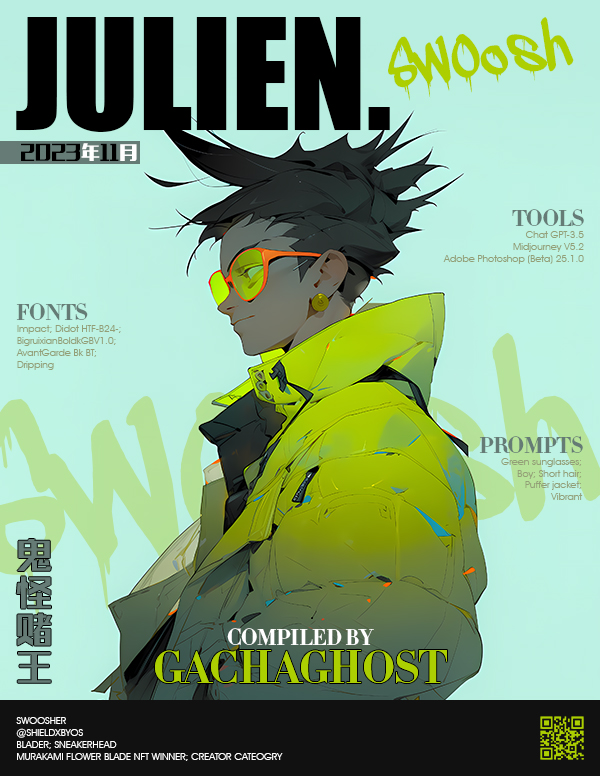 JULIEN.
swoosh
2023年11月
TOOLS
Chat GPT-3.5
Midjourney V5.2
Adobe Photoshop (Beta) 25.1.0
FONTS
Impact; Didot HTF-B24-;
BigruixianBoldkGBV1.0;
AvantGarde Bk BT;
Dripping
swoosh
PROMPTS
Green sunglasses;
Boy; Short hair;
Puffer jacket;
Vibrant
鬼怪赌王
COMPILED BY
GACHAGHOST
SWOOSHER
@SHIELDXBYOS
BLADER; SNEAKERHEAD
MURAKAMI FLOWER BLADE NFT WINNER; CREATOR CATEOGRY